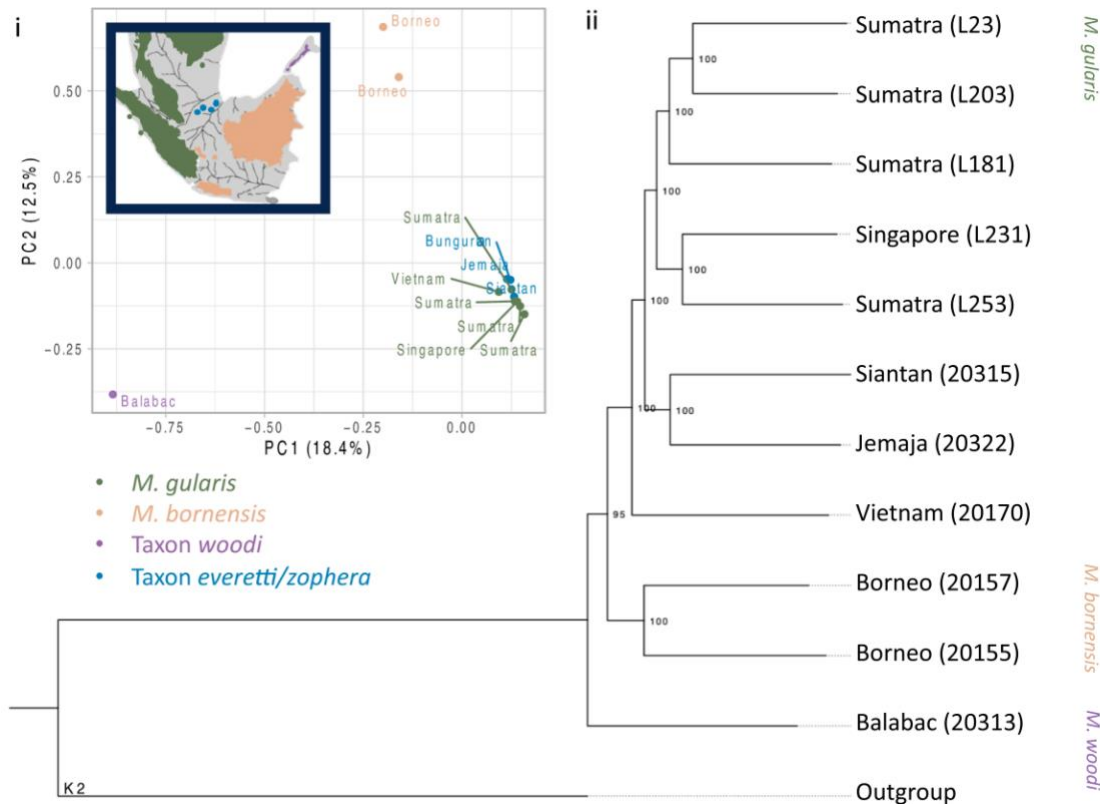 i
Borneo
Borneo
0.50
0.25
0.00
−0.25
PC2 (12.5%)
Sumatra
Bunguran
Jemaja
Vietnam
Siantan
Sumatra
Sumatra
Singapore
Sumatra
Balabac
−0.75
−0.50
−0.25
0.00
PC1 (18.4%)
M. gularis
M. bornensis
Taxon woodi
Taxon everetti/zophera
ii
Sumatra (L23)
100
Sumatra (L203)
100
Sumatra (L181)
100
Singapore (L231)
100
Sumatra (L253)
100
Siantan (20315)
100
100
Jemaja (20322)
Vietnam (20170)
95
Borneo (20157)
100
Borneo (20155)
Balabac (20313)
K2
Outgroup
M. gularis
M. bornensis
M. woodi